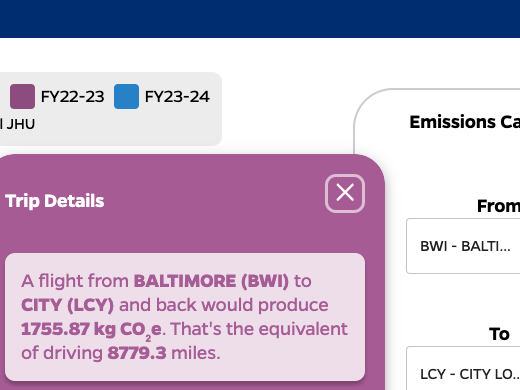 FY22-23 FY23-24
l JHU
Emissions Ca
Trip Details
From
BWI - BALTI...
A flight from BALTIMORE (BWI) to
CITY (LCY) and back would produce
1755.87 kg CO2e. That's the equivalent
of driving 8779.3 miles.
To
LCY - CITY LO...